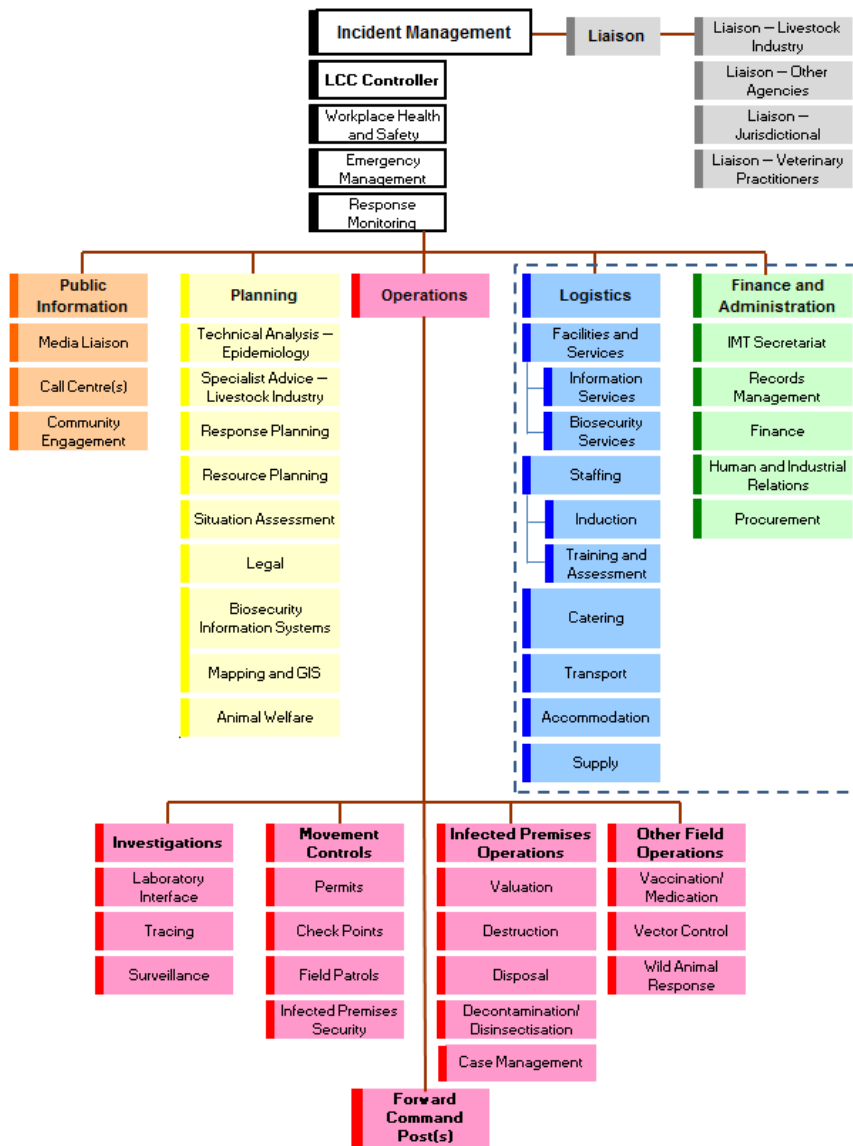 Incident Management
Liaison
Liaison – Livestock
Industry
LCC Controller
Liaison – Other
Agencies
Workplace Health
and Safety
Liaison –
Jurisdictional
Emergency
Management
Liaison – Veterinary
Practitioners
Response
Monitoring
Public
Information
Media Liaison
Call Centre(s)
Community
Engagement
Planning
Technical Analysis –
Epidemiology
Specialist Advice –
Livestock Industry
Response Planning
Resource Planning
Situation Assessment
Legal
Biosecurity
Information Systems
Mapping and GIS
Animal Welfare
Operations
Logistics
Facilities and
Services
Information
Services
Biosecurity
Services
Staffing
Induction
Training and
Assessment
Catering
Transport
Accommodation
Supply
Finance and
Administration
IMT Secretariat
Records
Management
Finance
Human and Industrial
Relations
Procurement
Investigations
Laboratory
Interface
Tracing
Surveillance
Movement
Controls
Permits
Check Points
Field Patrols
Infected Premises
Security
Infected Premises
Operations
Valuation
Destruction
Disposal
Decontamination/
Disinsectisation
Case Management
Other Field
Operations
Vaccination/
Medication
Vector Control
Wild Animal
Response
Forward
Command
Post(s)